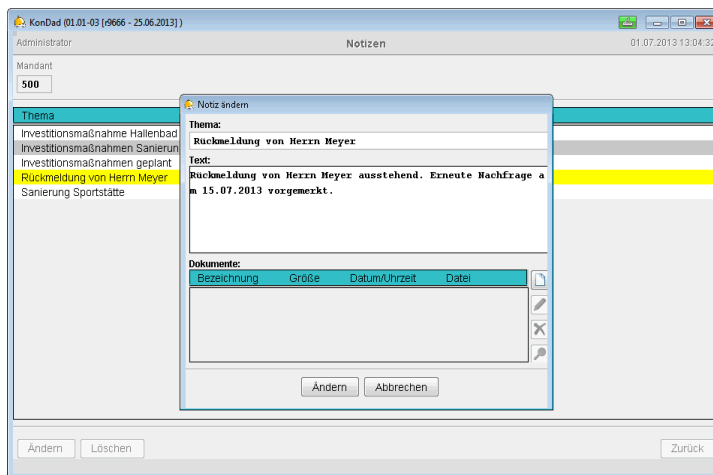 KonDad (01.01-03 [r9666 - 25.06.2013] )
Administrator
Notizen
01.07.2013 13:04:32
Mandant
500
Thema
Investitionsmaßnahme Hallenbad
Investitionsmaßnahmen Sanierun
Investitionsmaßnahmen geplant
Rückmeldung von Herrn Meyer
Sanierung Sportstätte
Notiz ändern
Thema:
Rückmeldung von Herrn Meyer
Text:
Rückmeldung von Herrn Meyer ausstehend. Erneute Nachfrage a
m 15.07.2013 vorgemerkt.
Dokumente:
Bezeichnung Größe Datum/Uhrzeit Datei
Ändern Abbrechen
Ändern Löschen Zurück